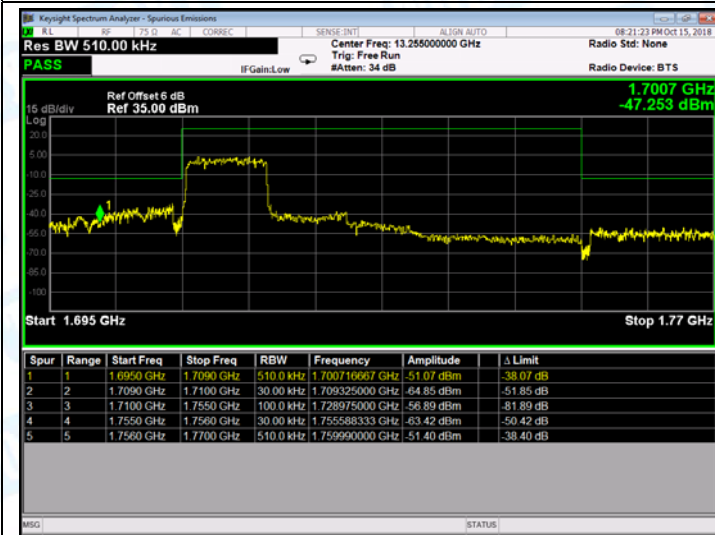 Keysight Spectrum Analyzer - Spurious Emissions
RL RF 75 Ω AC CORREC SENSE:INT ALIGN AUTO 08:21:23 PM Oct 15, 2018
Res BW 510.00 kHz Center Freq: 13.255000000 GHz Radio Std: None
Trig: Free Run
PASS IFGain:Low #Atten: 34 dB Radio Device: BTS
Ref Offset 6 dB 1.7007 GHz
15 dB/div Ref 35.00 dBm -47.253 dBm
Log
20.0
5.00
-10.0
-25.0
1
-40.0
-55.0
-70.0
-85.0
-100
Start 1.695 GHz Stop 1.77 GHz
Spur Range Start Freq Stop Freq RBW Frequency Amplitude Δ Limit
1 1 1.6950 GHz 1.7090 GHz 510.0 kHz 1.700716667 GHz -51.07 dBm -38.07 dB
2 2 1.7090 GHz 1.7100 GHz 30.00 kHz 1.709325000 GHz -64.85 dBm -51.85 dB
3 3 1.7100 GHz 1.7550 GHz 100.0 kHz 1.728975000 GHz -56.89 dBm -81.89 dB
4 4 1.7550 GHz 1.7560 GHz 30.00 kHz 1.755588333 GHz -63.42 dBm -50.42 dB
5 5 1.7560 GHz 1.7700 GHz 510.0 kHz 1.759990000 GHz -51.40 dBm -38.40 dB
MSG STATUS